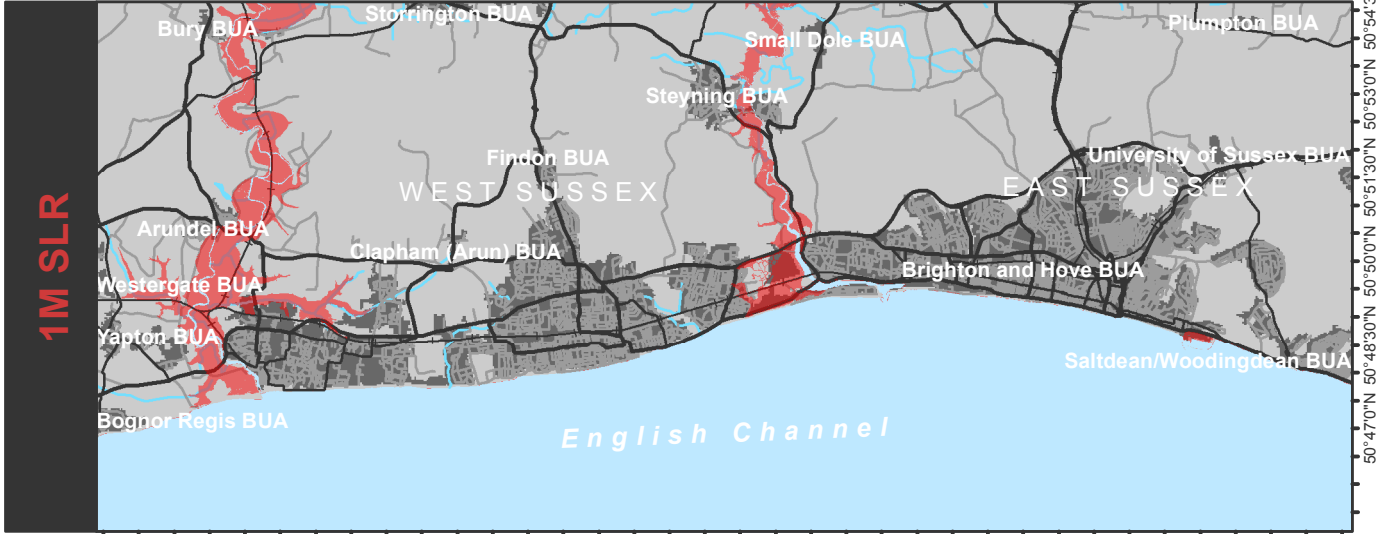 1M SLR
Storrington BUA
Plumpton BUA
Bury BUA
Small Dole BUA
Steyning BUA
Findon BUA
University of Sussex BUA
WEST SUSSEX
EAST SUSSEX
Arundel BUA
Clapham (Arun) BUA
Brighton and Hove BUA
Westergate BUA
Yapton BUA
Saltdean/Woodingdean BUA
Bognor Regis BUA
English Channel
50°53'0"N
50°51'30"N
50°50'0"N
50°48'30"N
50°47'0"N